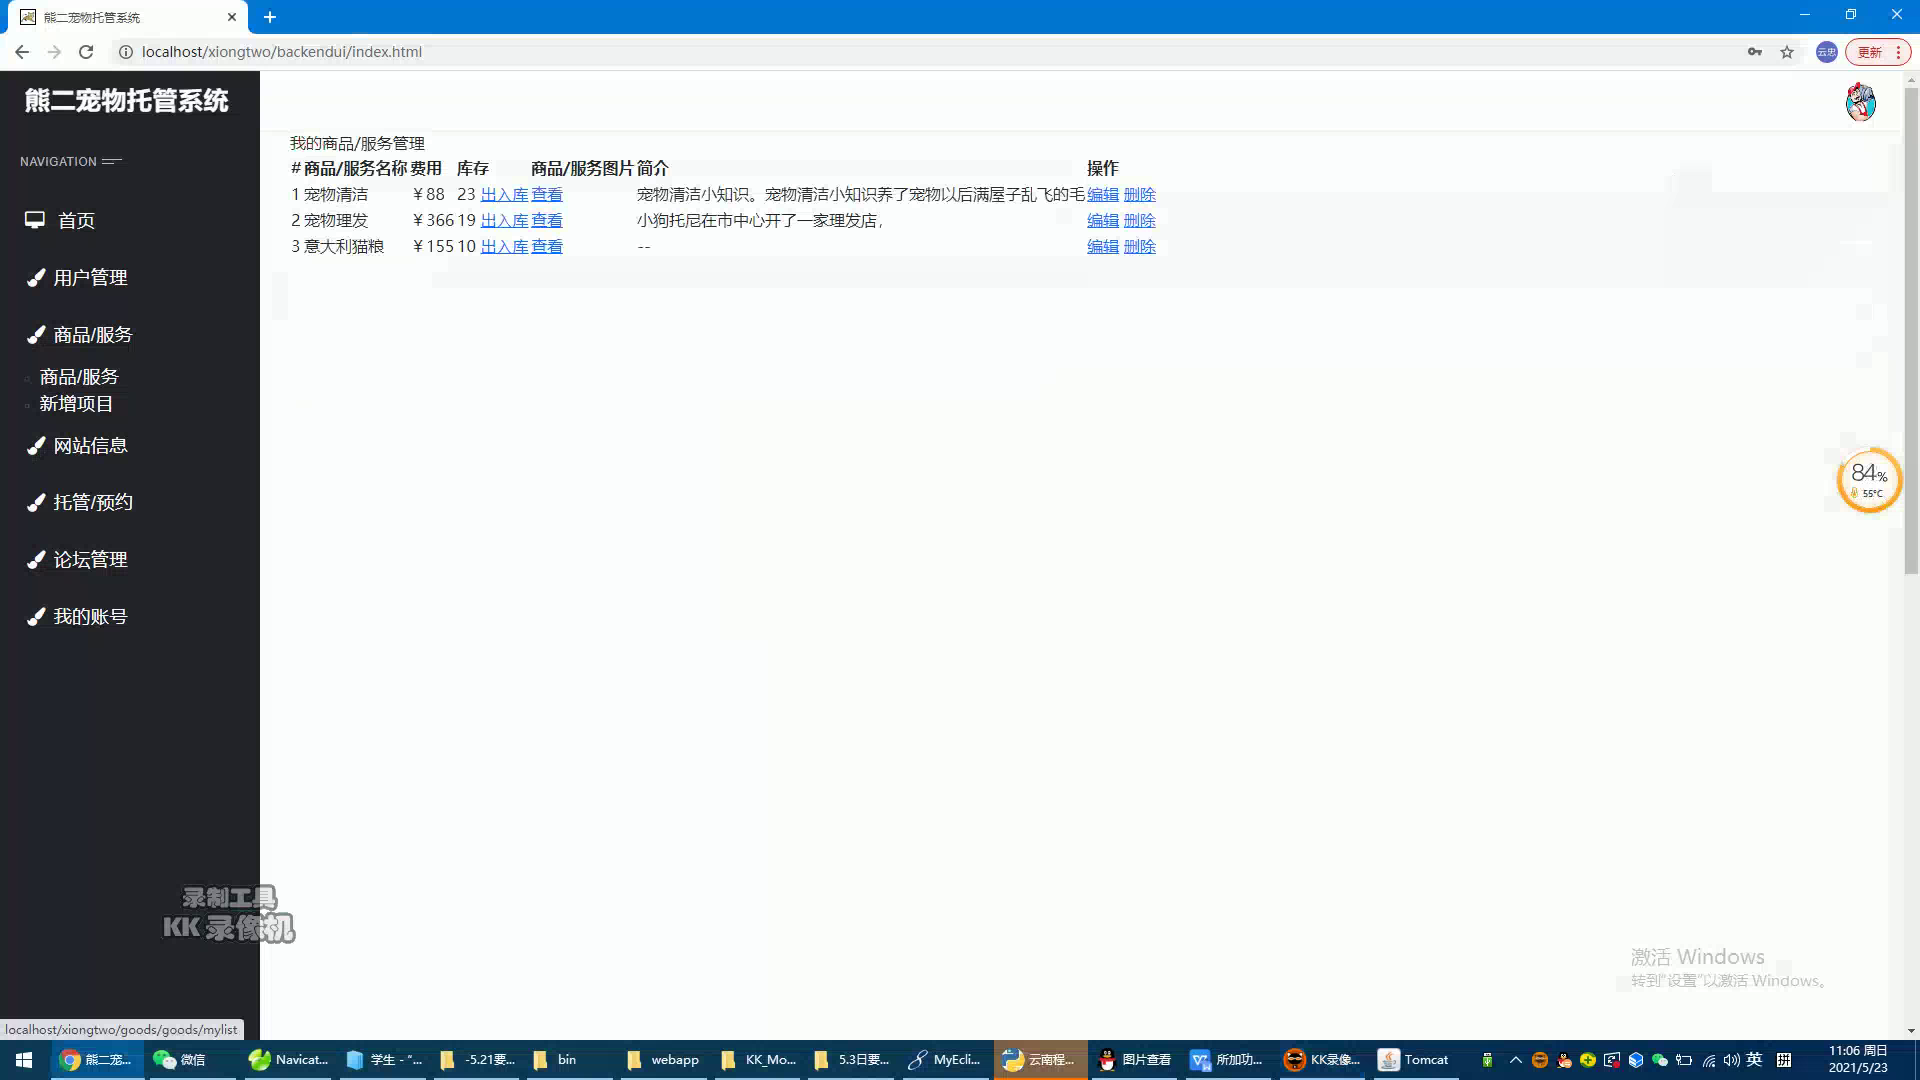 熊二宠物托管系统
localhost/xiongtwo/backendui/index.html
云忠
更新
熊二宠物托管系统
NAVIGATION
首页
用户管理
商品/服务
商品/服务
新增项目
网站信息
托管/预约
论坛管理
我的账号
我的商品/服务管理
# 商品/服务名称 费用 库存 商品/服务图片 简介 操作
1 宠物清洁 ￥88 23 出入库 查看 宠物清洁小知识。宠物清洁小知识养了宠物以后满屋子乱飞的毛 编辑 删除
2 宠物理发 ￥366 19 出入库 查看 小狗托尼在市中心开了一家理发店， 编辑 删除
3 意大利猫粮 ￥155 10 出入库 查看 -- 编辑 删除
84%
55°C
录制工具
KK 录像机
激活 Windows
转到"设置"以激活 Windows。
localhost/xiongtwo/goods/goods/mylist
熊二宠... 微信 Navicat... 学生 - "... -5.21要... bin webapp KK_Mo... 5.3日要... MyEcli... 云南程... 图片查看 所加功... KK录像... Tomcat 英 拼 11:06 周日
2021/5/23